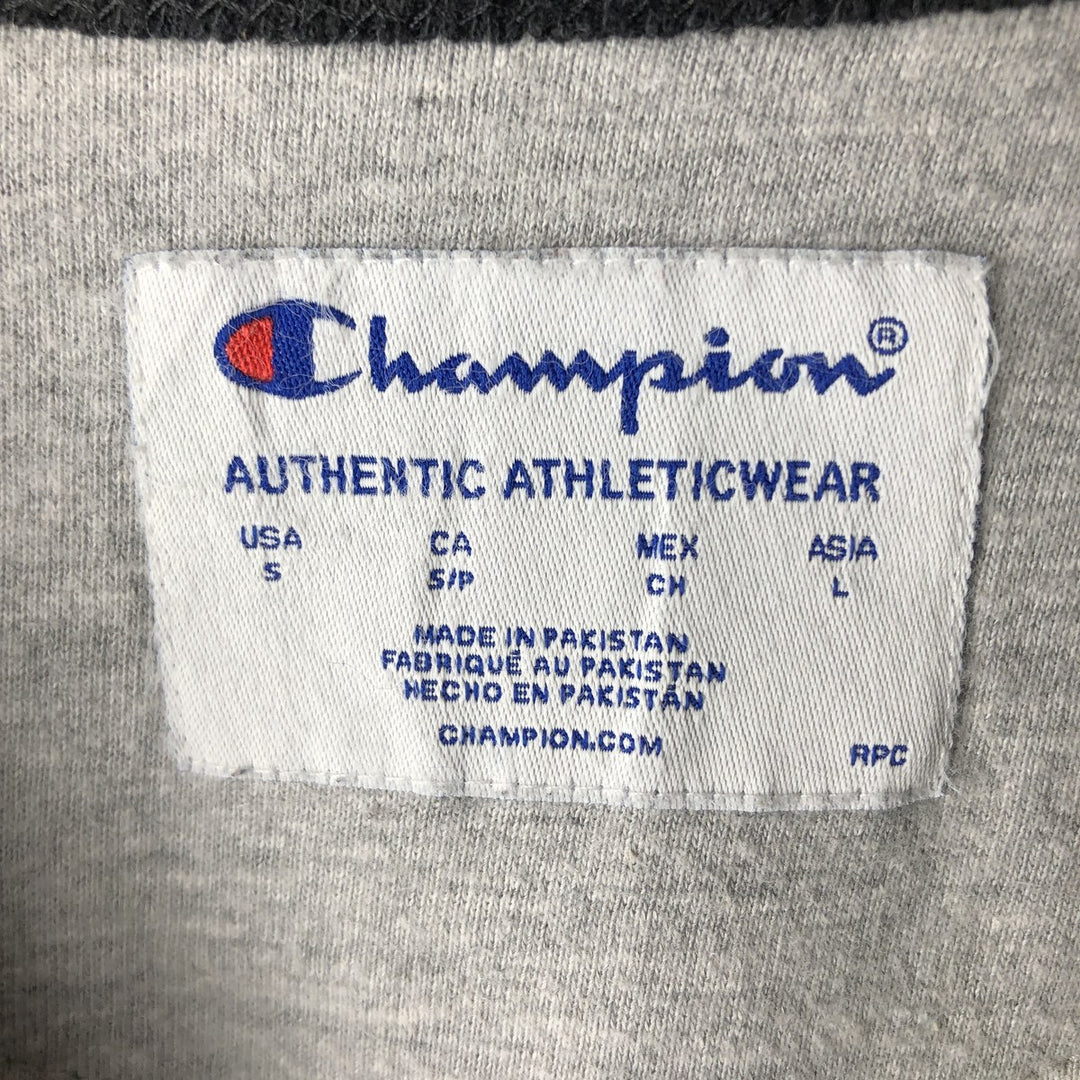 Champion®
AUTHENTIC ATHLETICWEAR
USA CA MEX ASIA
S S/P CH L
MADE IN PAKISTAN
FABRIQUÉ AU PAKISTAN
HECHO EN PAKISTÁN
CHAMPION.COM
RPC